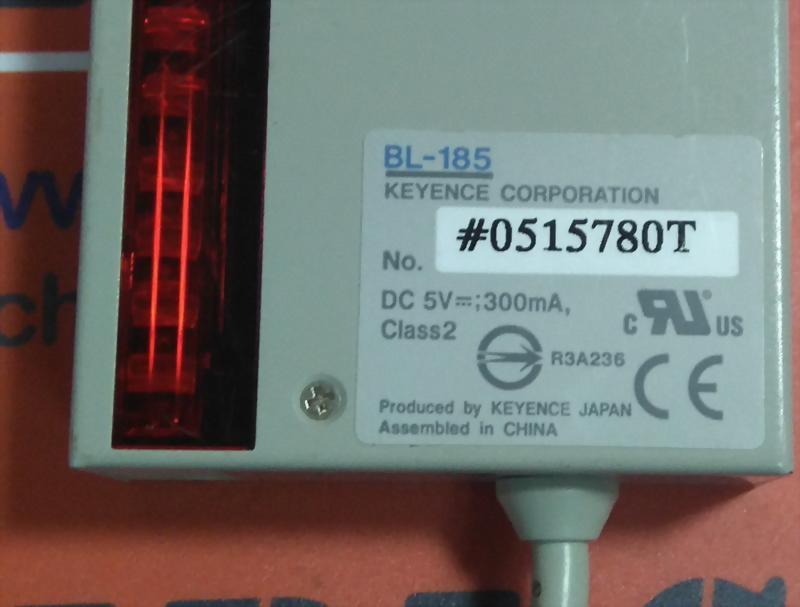 BL-185
KEYENCE CORPORATION
No. #0515780T
DC 5V⎓;300mA,
Class2
c RU US
R3A236
CE
Produced by KEYENCE JAPAN
Assembled in CHINA